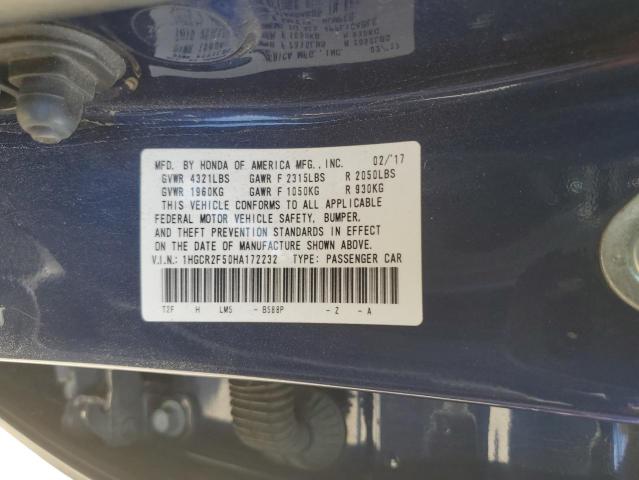 MFD. BY HONDA OF AMERICA MFG., INC. 02/'17
GVWR 4321LBS GAWR F 2315LBS R 2050LBS
GVWR 1960KG GAWR F 1050KG R 930KG
THIS VEHICLE CONFORMS TO ALL APPLICABLE
FEDERAL MOTOR VEHICLE SAFETY, BUMPER,
AND THEFT PREVENTION STANDARDS IN EFFECT
ON THE DATE OF MANUFACTURE SHOWN ABOVE.
V.I.N.: 1HGCR2F50HA172232 TYPE: PASSENGER CAR
T2F H LM5 - B588P - Z - A